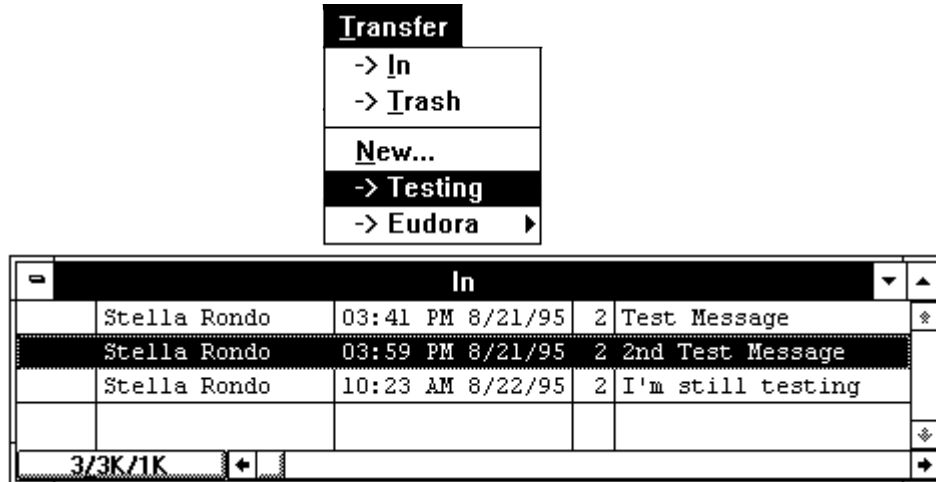 Transfer
-> In
-> Trash
New...
-> Testing
-> Eudora
In
Stella Rondo 03:41 PM 8/21/95 2 Test Message
Stella Rondo 03:59 PM 8/21/95 2 2nd Test Message
Stella Rondo 10:23 AM 8/22/95 2 I'm still testing
3/3K/1K